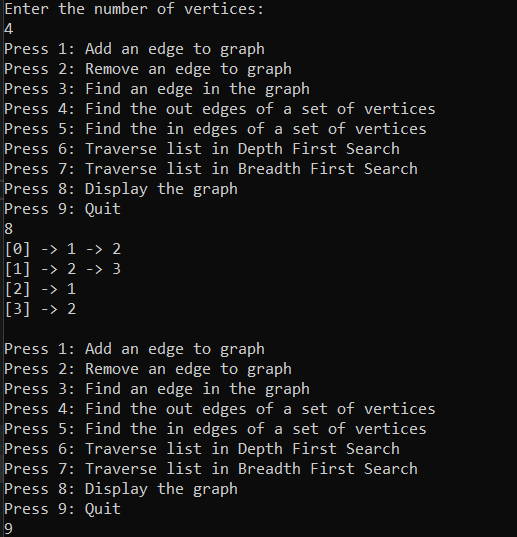 Enter the number of vertices:
4
Press 1: Add an edge to graph
Press 2: Remove an edge to graph
Press 3: Find an edge in the graph
Press 4: Find the out edges of a set of vertices
Press 5: Find the in edges of a set of vertices
Press 6: Traverse list in Depth First Search
Press 7: Traverse list in Breadth First Search
Press 8: Display the graph
Press 9: Quit
8
[0] -> 1 -> 2
[1] -> 2 -> 3
[2] -> 1
[3] -> 2
Press 1: Add an edge to graph
Press 2: Remove an edge to graph
Press 3: Find an edge in the graph
Press 4: Find the out edges of a set of vertices
Press 5: Find the in edges of a set of vertices
Press 6: Traverse list in Depth First Search
Press 7: Traverse list in Breadth First Search
Press 8: Display the graph
Press 9: Quit
9